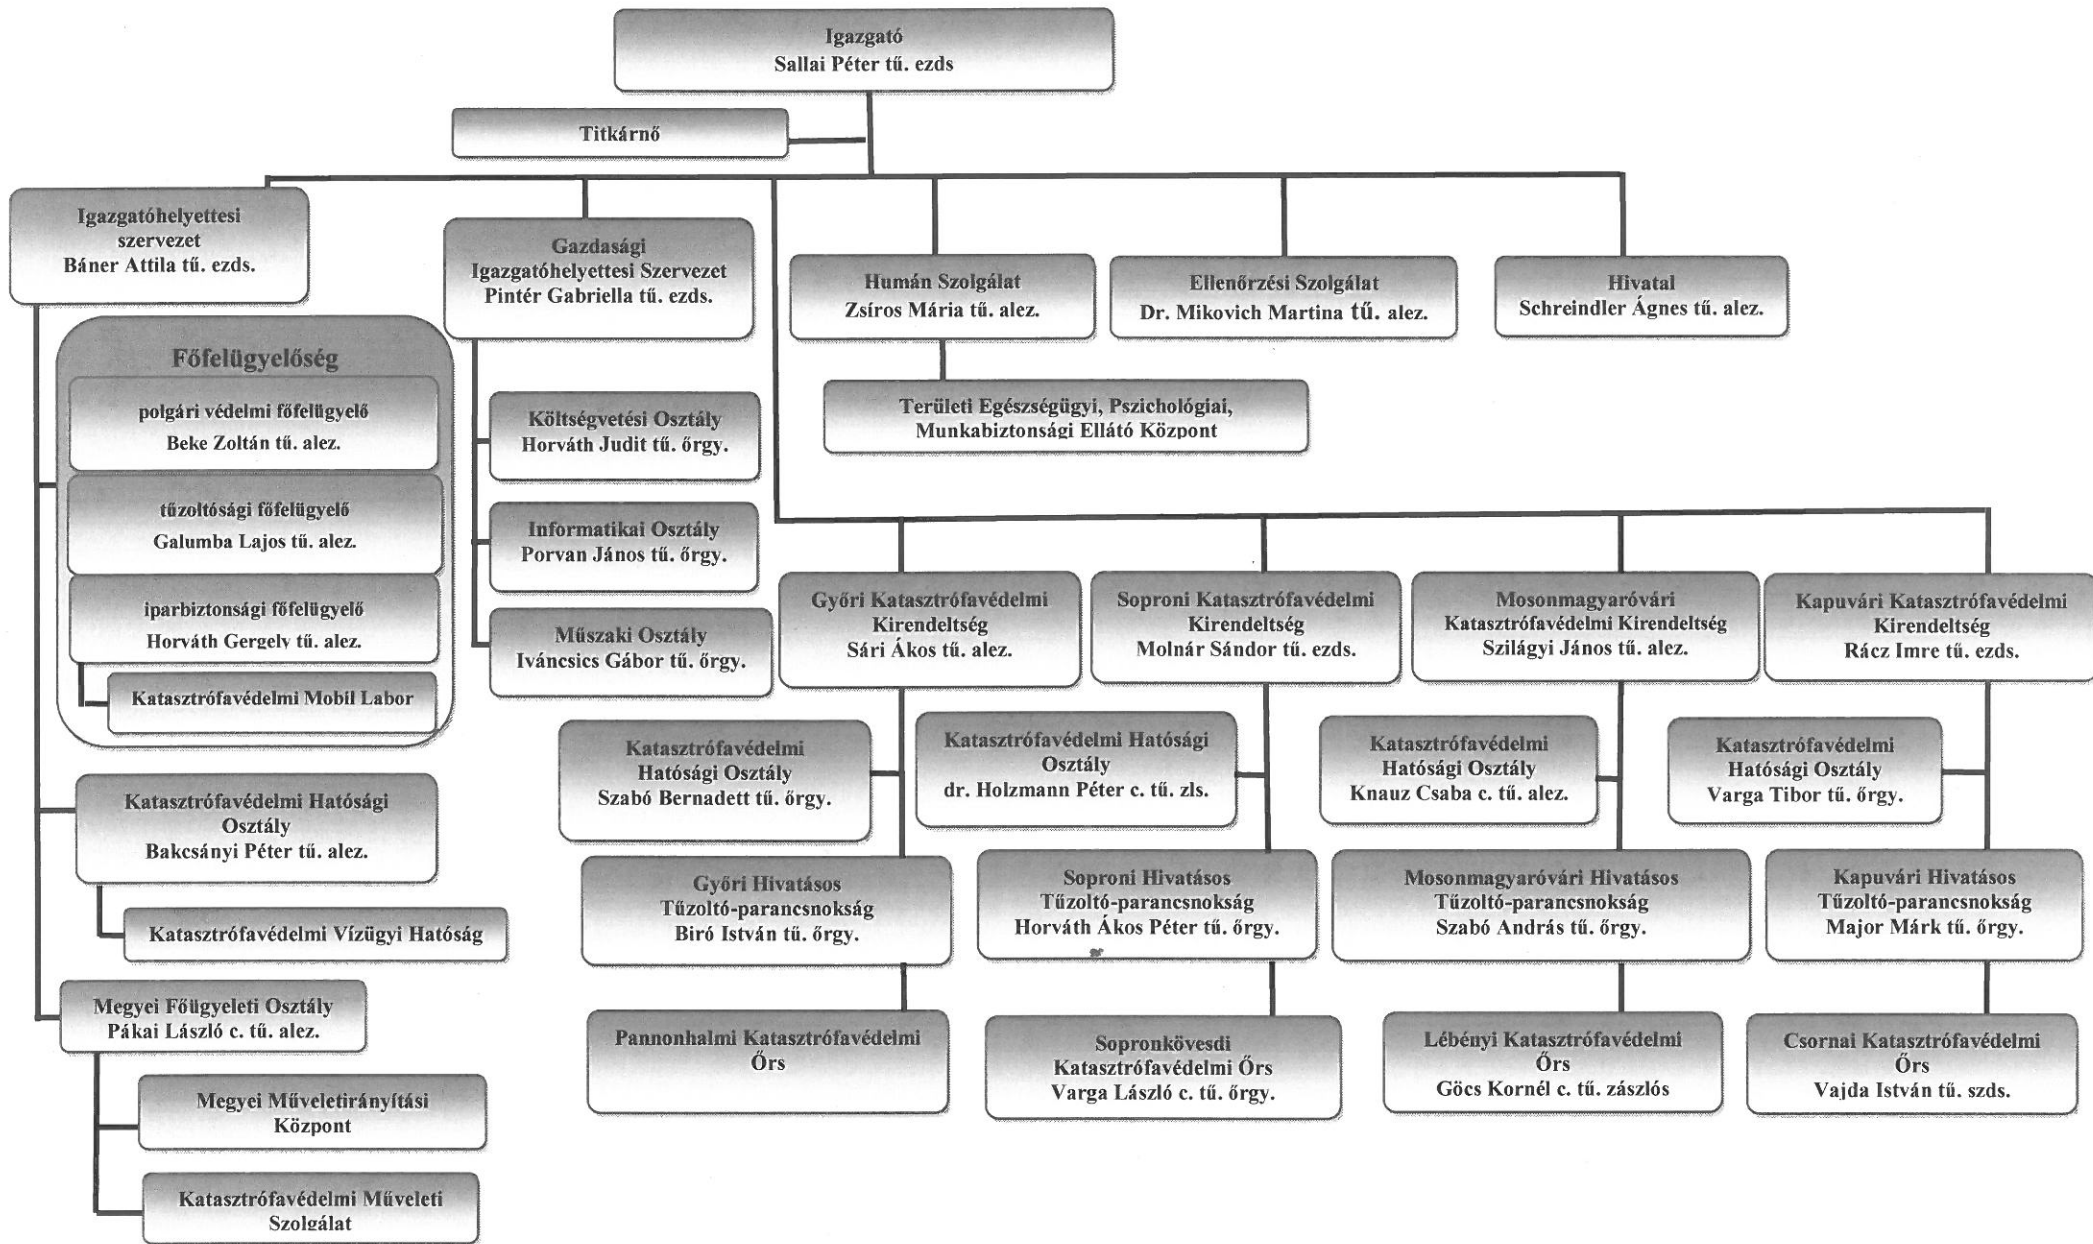 Igazgató
Sallai Péter tű. ezds
Titkárnő
Igazgatóhelyettesi
szervezet
Báner Attila tű. ezds.
Gazdasági
Igazgatóhelyettesi Szervezet
Pintér Gabriella tű. ezds.
Humán Szolgálat
Zsíros Mária tű. alez.
Ellenőrzési Szolgálat
Dr. Mikovich Martina tű. alez.
Hivatal
Schreindler Ágnes tű. alez.
Területi Egészségügyi, Pszichológiai,
Munkabiztonsági Ellátó Központ
Főfelügyelőség
polgári védelmi főfelügyelő
Beke Zoltán tű. alez.
tűzoltósági főfelügyelő
Galumba Lajos tű. alez.
iparbiztonsági főfelügyelő
Horváth Gergely tű. alez.
Katasztrófavédelmi Mobil Labor
Katasztrófavédelmi Hatósági
Osztály
Bakcsányi Péter tű. alez.
Katasztrófavédelmi Vízügyi Hatóság
Megyei Főügyeleti Osztály
Pákai László c. tű. alez.
Megyei Műveletirányítási
Központ
Katasztrófavédelmi Műveleti
Szolgálat
Költségvetési Osztály
Horváth Judit tű. őrgy.
Informatikai Osztály
Porvan János tű. őrgy.
Műszaki Osztály
Iváncsics Gábor tű. őrgy.
Győri Katasztrófavédelmi
Kirendeltség
Sári Ákos tű. alez.
Katasztrófavédelmi
Hatósági Osztály
Szabó Bernadett tű. őrgy.
Győri Hivatásos
Tűzoltó-parancsnokság
Biró István tű. őrgy.
Pannonhalmi Katasztrófavédelmi
Őrs
Soproni Katasztrófavédelmi
Kirendeltség
Molnár Sándor tű. ezds.
Katasztrófavédelmi Hatósági
Osztály
dr. Holzmann Péter c. tű. zls.
Soproni Hivatásos
Tűzoltó-parancsnokság
Horváth Ákos Péter tű. őrgy.
Sopronkövesdi
Katasztrófavédelmi Őrs
Varga László c. tű. őrgy.
Mosonmagyaróvári
Katasztrófavédelmi Kirendeltség
Szilágyi János tű. alez.
Katasztrófavédelmi
Hatósági Osztály
Knauz Csaba c. tű. alez.
Mosonmagyaróvári Hivatásos
Tűzoltó-parancsnokság
Szabó András tű. őrgy.
Lébényi Katasztrófavédelmi
Őrs
Göcs Kornél c. tű. zászlós
Kapuvári Katasztrófavédelmi
Kirendeltség
Rácz Imre tű. ezds.
Katasztrófavédelmi
Hatósági Osztály
Varga Tibor tű. őrgy.
Kapuvári Hivatásos
Tűzoltó-parancsnokság
Major Márk tű. őrgy.
Csornai Katasztrófavédelmi
Őrs
Vajda István tű. szds.